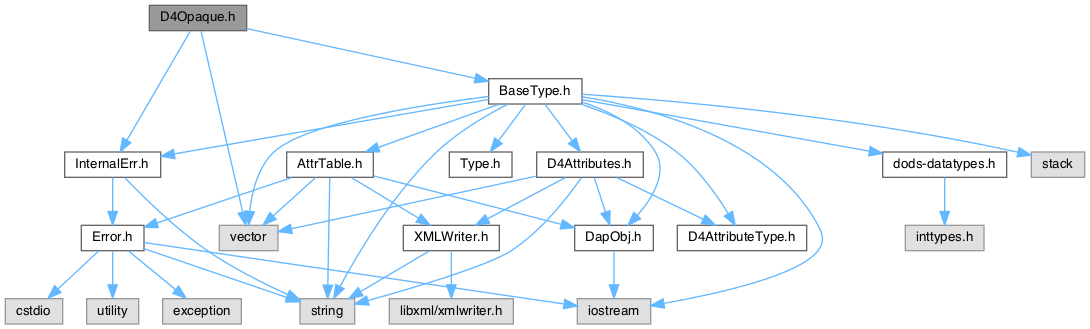 D4Opaque.h
BaseType.h
InternalErr.h
AttrTable.h
Type.h
D4Attributes.h
dods-datatypes.h
stack
Error.h
vector
XMLWriter.h
DapObj.h
D4AttributeType.h
inttypes.h
cstdio
utility
exception
string
libxml/xmlwriter.h
iostream